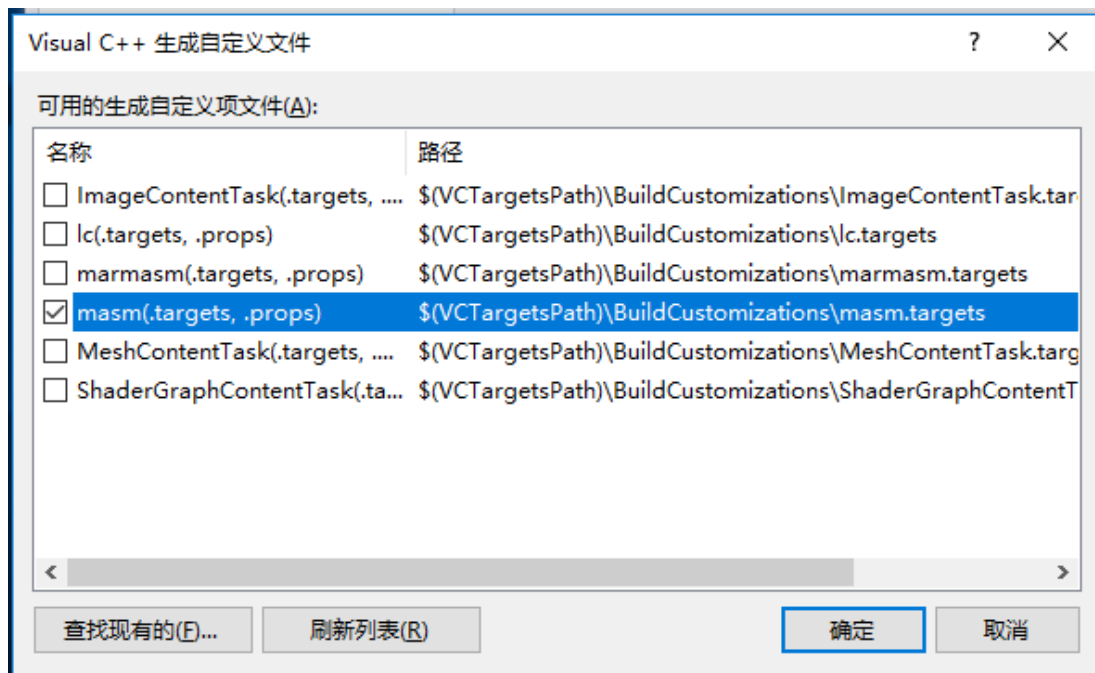 Visual C++ 生成自定义文件
可用的生成自定义项文件(A):
名称 路径
ImageContentTask(.targets, .... $(VCTargetsPath)\BuildCustomizations\ImageContentTask.tar
lc(.targets, .props) $(VCTargetsPath)\BuildCustomizations\lc.targets
marmasm(.targets, .props) $(VCTargetsPath)\BuildCustomizations\marmasm.targets
masm(.targets, .props) $(VCTargetsPath)\BuildCustomizations\masm.targets
MeshContentTask(.targets, .... $(VCTargetsPath)\BuildCustomizations\MeshContentTask.targ
ShaderGraphContentTask(.ta... $(VCTargetsPath)\BuildCustomizations\ShaderGraphContentT
查找现有的(F)... 刷新列表(R) 确定 取消